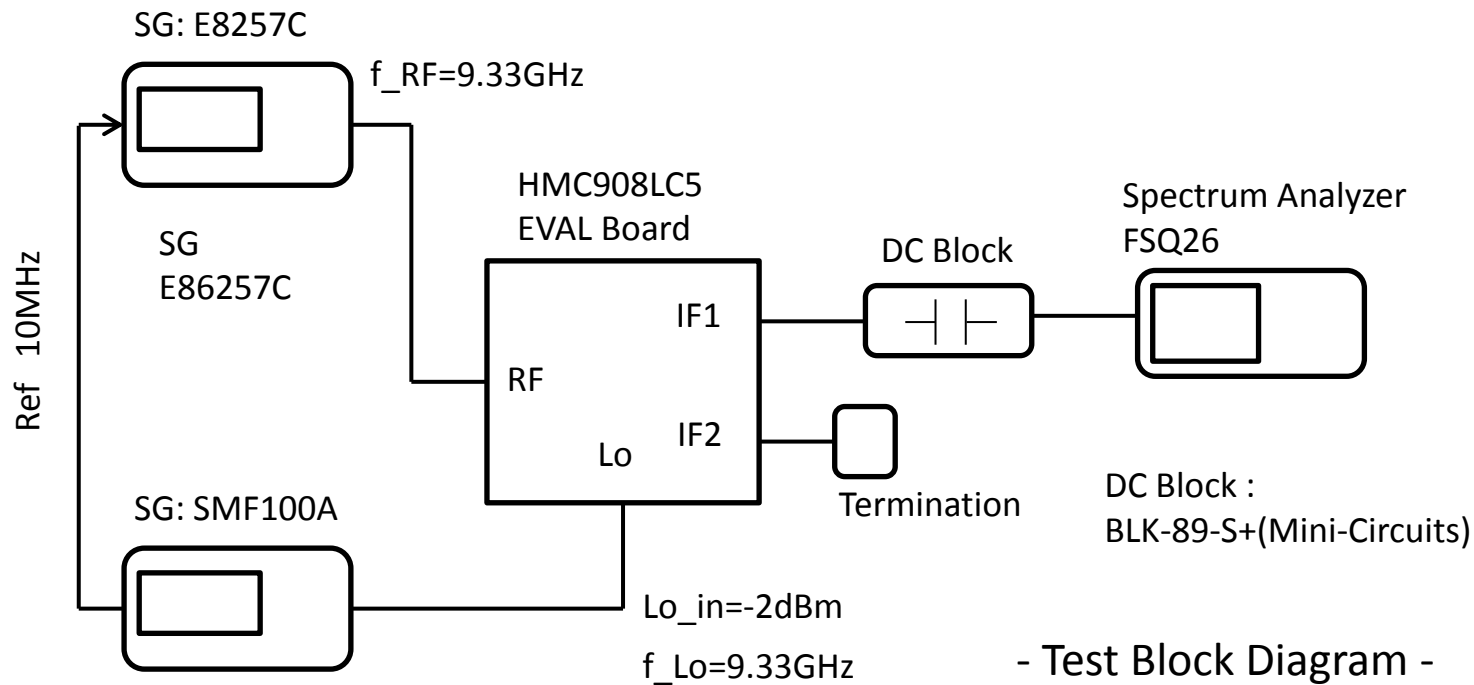 SG: E8257C
f_RF=9.33GHz
SG
E86257C
Ref 10MHz
HMC908LC5
EVAL Board
RF
IF1
IF2
Lo
DC Block
Spectrum Analyzer
FSQ26
Termination
DC Block :
BLK-89-S+(Mini-Circuits)
SG: SMF100A
Lo_in=-2dBm
f_Lo=9.33GHz
- Test Block Diagram -